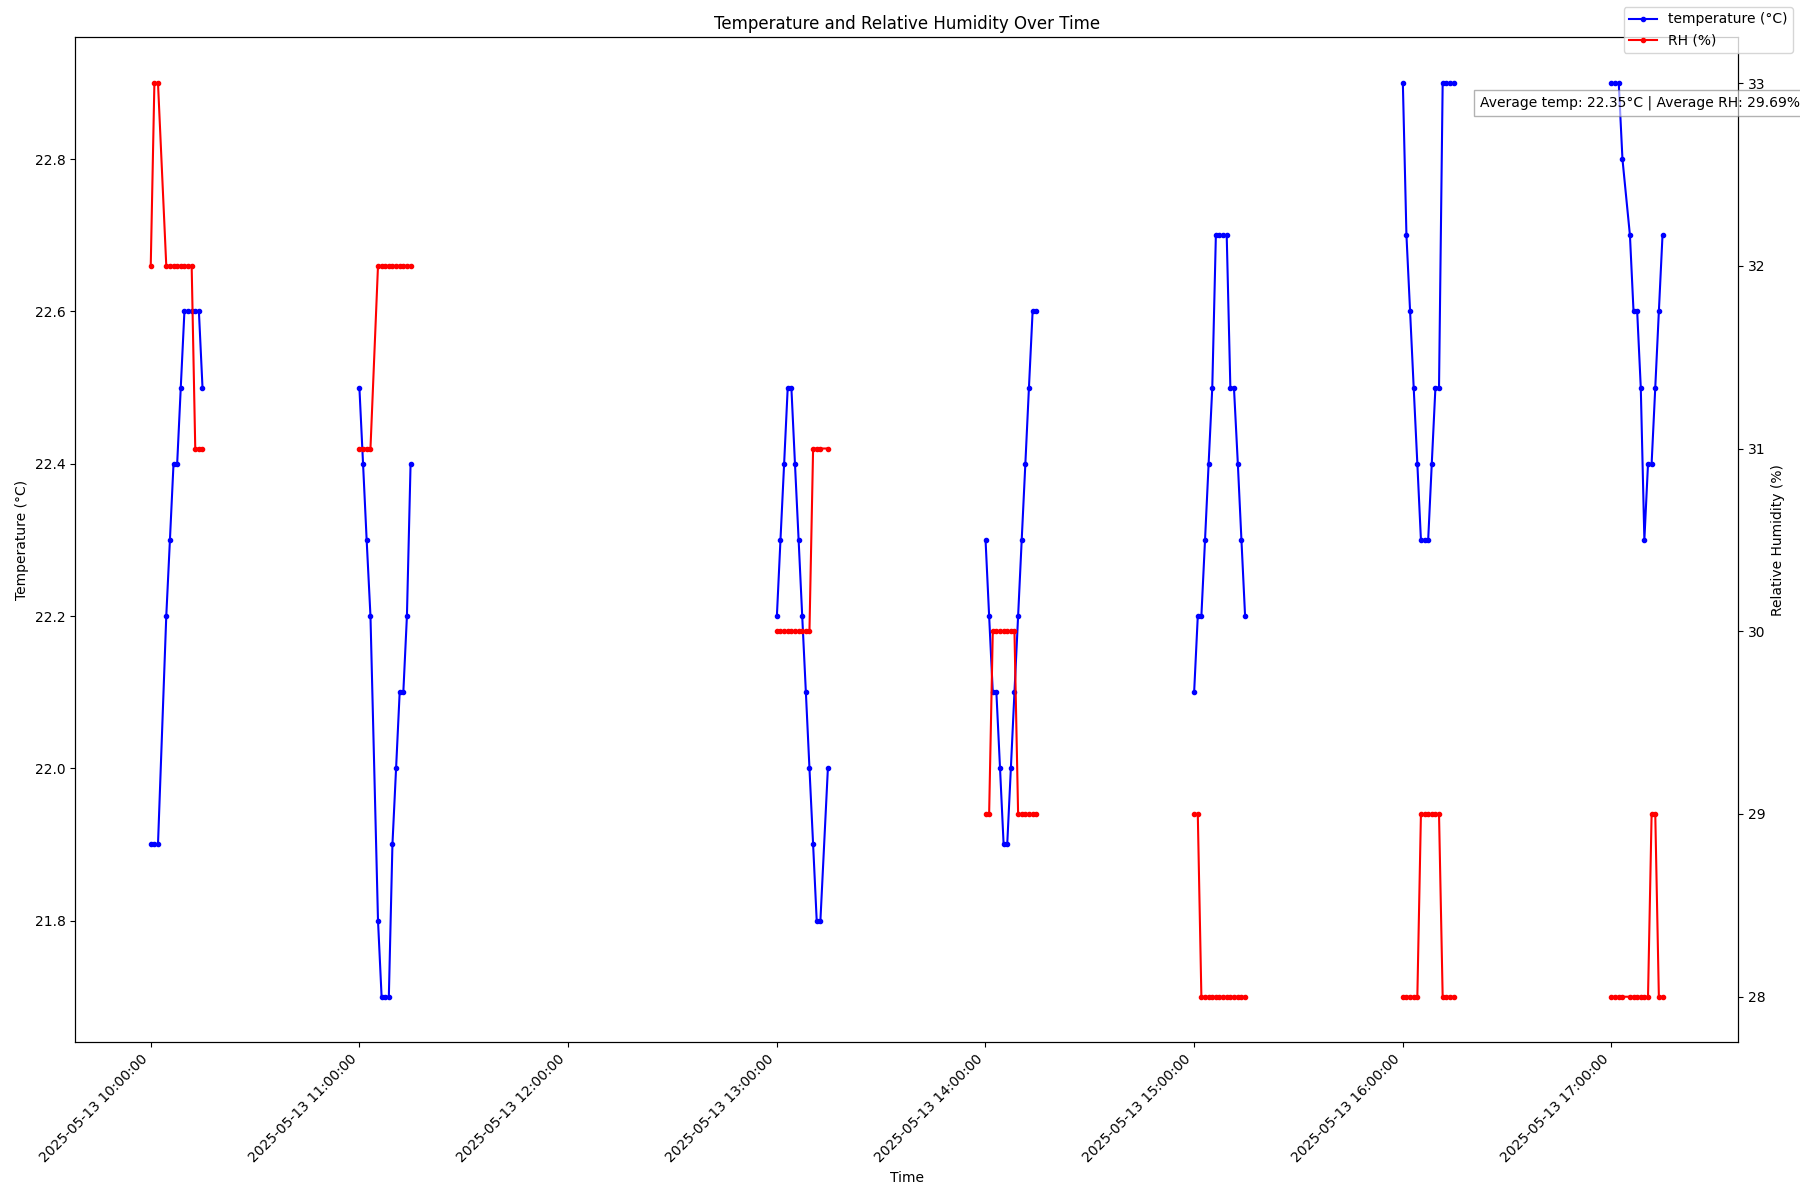 Temperature and Relative Humidity Over Time
temperature (°C)
RH (%)
Average temp: 22.35°C | Average RH: 29.69%
Temperature (°C)
22.8
22.6
22.4
22.2
22.0
21.8
33
32
31
30
29
28
Relative Humidity (%)
2025-05-13 10:00:00
2025-05-13 11:00:00
2025-05-13 12:00:00
2025-05-13 13:00:00
2025-05-13 14:00:00
2025-05-13 15:00:00
2025-05-13 16:00:00
2025-05-13 17:00:00
Time